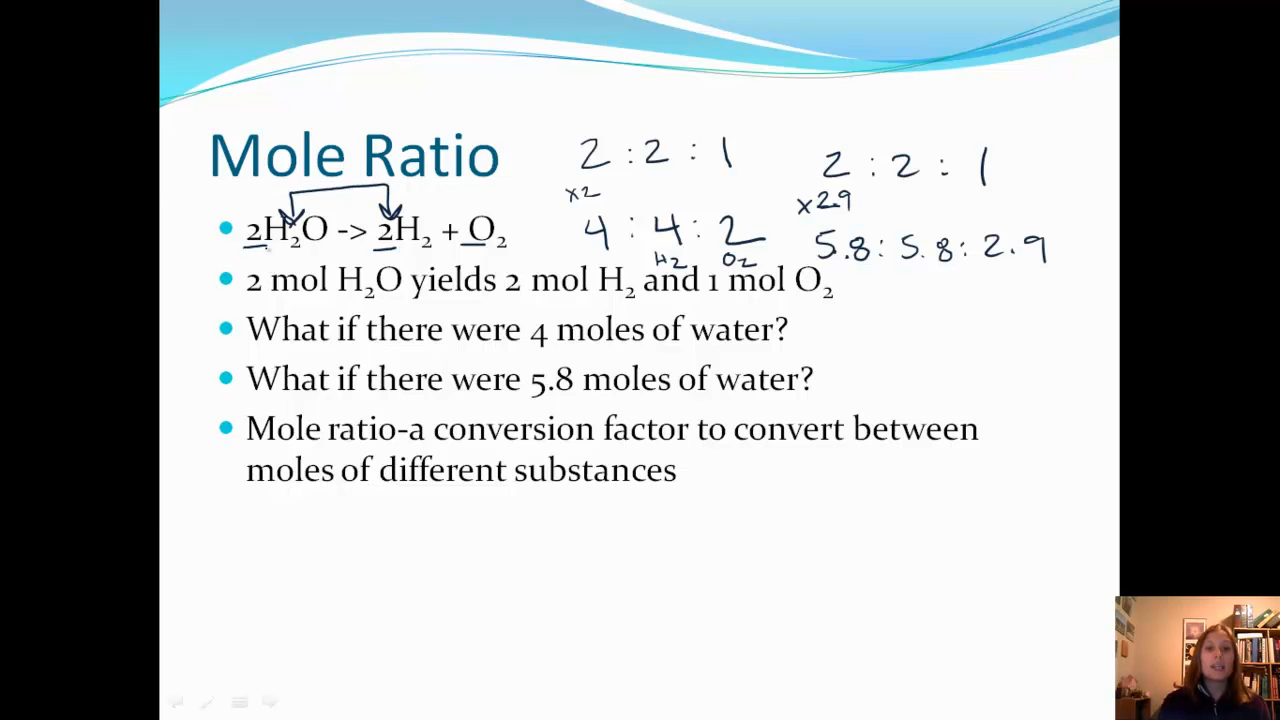 Mole Ratio
2 : 2 : 1
2 : 2 : 1
x2
x2.9
4 : 4 : 2
5.8 : 5.8 : 2.9
H2 O2
2H₂O -> 2H₂ + O₂
2 mol H₂O yields 2 mol H₂ and 1 mol O₂
What if there were 4 moles of water?
What if there were 5.8 moles of water?
Mole ratio-a conversion factor to convert between
moles of different substances